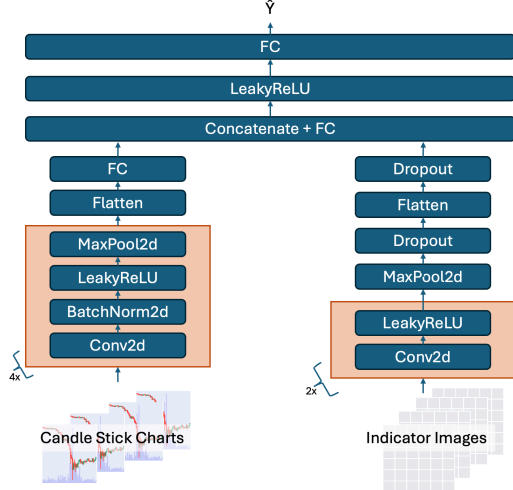 Ŷ
FC
LeakyReLU
Concatenate + FC
FC
Flatten
MaxPool2d
LeakyReLU
BatchNorm2d
Conv2d
4x
Candle Stick Charts
Dropout
Flatten
Dropout
MaxPool2d
LeakyReLU
Conv2d
2x
Indicator Images